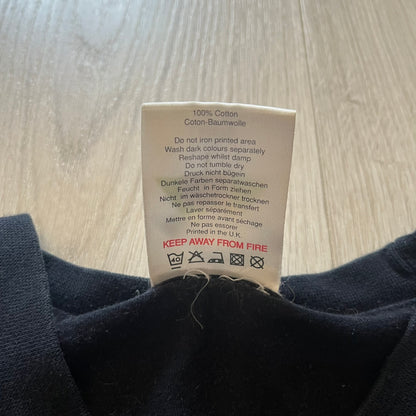 100% Cotton
Coton-Baumwolle
Do not iron printed area
Wash dark colours separately
Reshape whilst damp
Do not tumble dry
Druck nicht bügeln
Dunkele Farben separatwaschen
Feucht in Form ziehen
Nicht im wäschetrockner trocknen
Ne pas repasser le transfert
Laver séparément
Mettre en forme avant séchage
Ne pas essorer
Printed in the U.K.
KEEP AWAY FROM FIRE
40